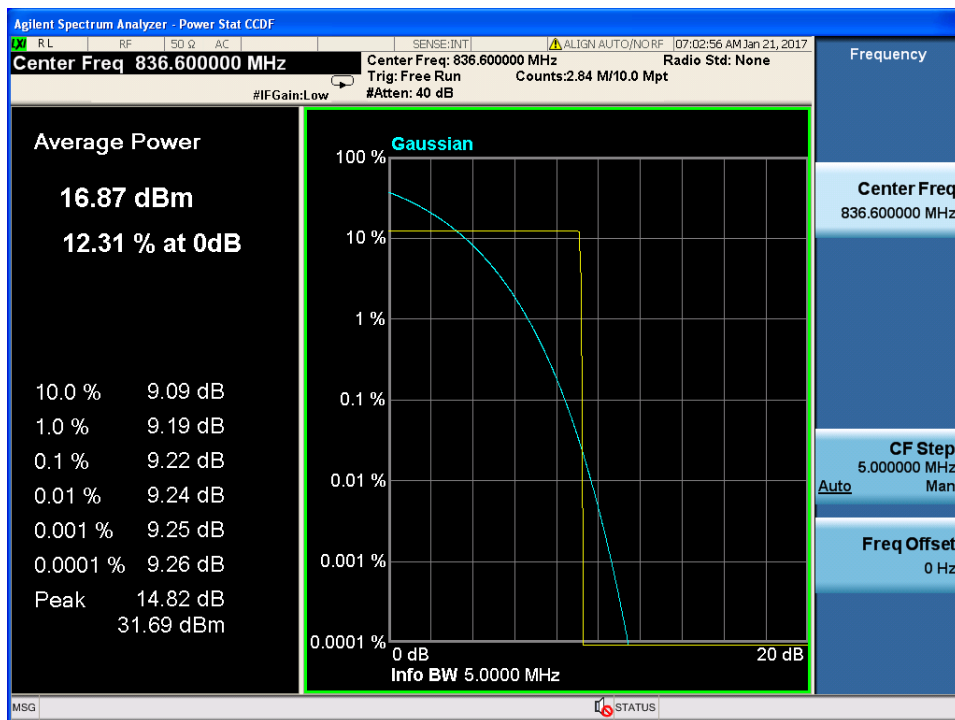 Agilent Spectrum Analyzer - Power Stat CCDF
LXI RL RF 50 Ω AC SENSE:INT ALIGN AUTO/NO RF 07:02:56 AM Jan 21, 2017
Center Freq 836.600000 MHz
Center Freq: 836.600000 MHz Radio Std: None
Trig: Free Run Counts:2.84 M/10.0 Mpt
#IFGain:Low #Atten: 40 dB
Average Power
16.87 dBm
12.31 % at 0dB
10.0 % 9.09 dB
1.0 % 9.19 dB
0.1 % 9.22 dB
0.01 % 9.24 dB
0.001 % 9.25 dB
0.0001 % 9.26 dB
Peak 14.82 dB
31.69 dBm
Gaussian
100 %
10 %
1 %
0.1 %
0.01 %
0.001 %
0.0001 %
0 dB 20 dB
Info BW 5.0000 MHz
Frequency
Center Freq
836.600000 MHz
CF Step
5.000000 MHz
Auto Man
Freq Offset
0 Hz
MSG STATUS